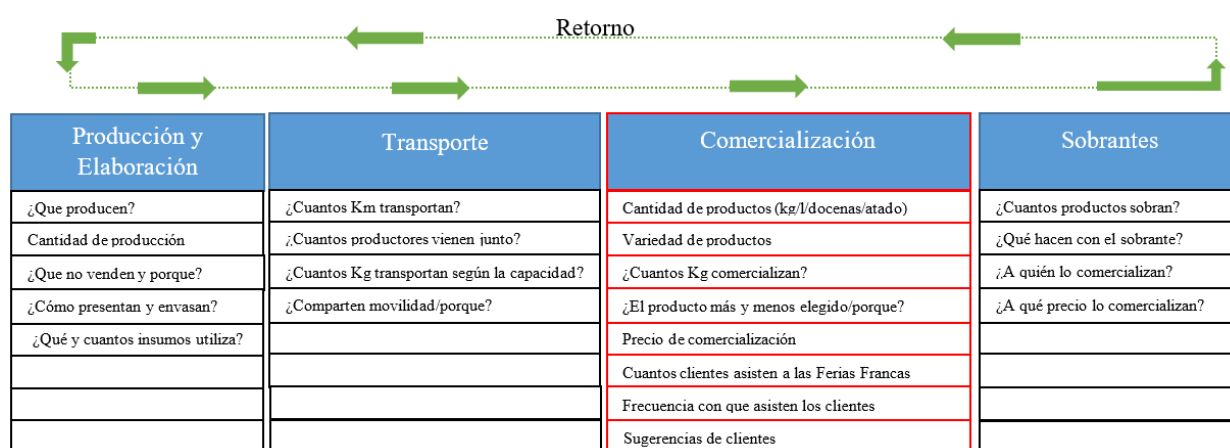 Retorno
Producción y
Elaboración
¿Que producen?
Cantidad de producción
¿Que no venden y porque?
¿Cómo presentan y envasan?
¿Qué y cuantos insumos utiliza?
Transporte
¿Cuantos Km transportan?
¿Cuantos productores vienen junto?
¿Cuantos Kg transportan según la capacidad?
¿Comparten movilidad/porque?
Comercialización
Cantidad de productos (kg/l/docenas/atado)
Variedad de productos
¿Cuantos Kg comercializan?
¿El producto más y menos elegido/porque?
Precio de comercialización
Cuantos clientes asisten a las Ferias Francas
Frecuencia con que asisten los clientes
Sugerencias de clientes
Sobrantes
¿Cuantos productos sobran?
¿Qué hacen con el sobrante?
¿A quién lo comercializan?
¿A qué precio lo comercializan?